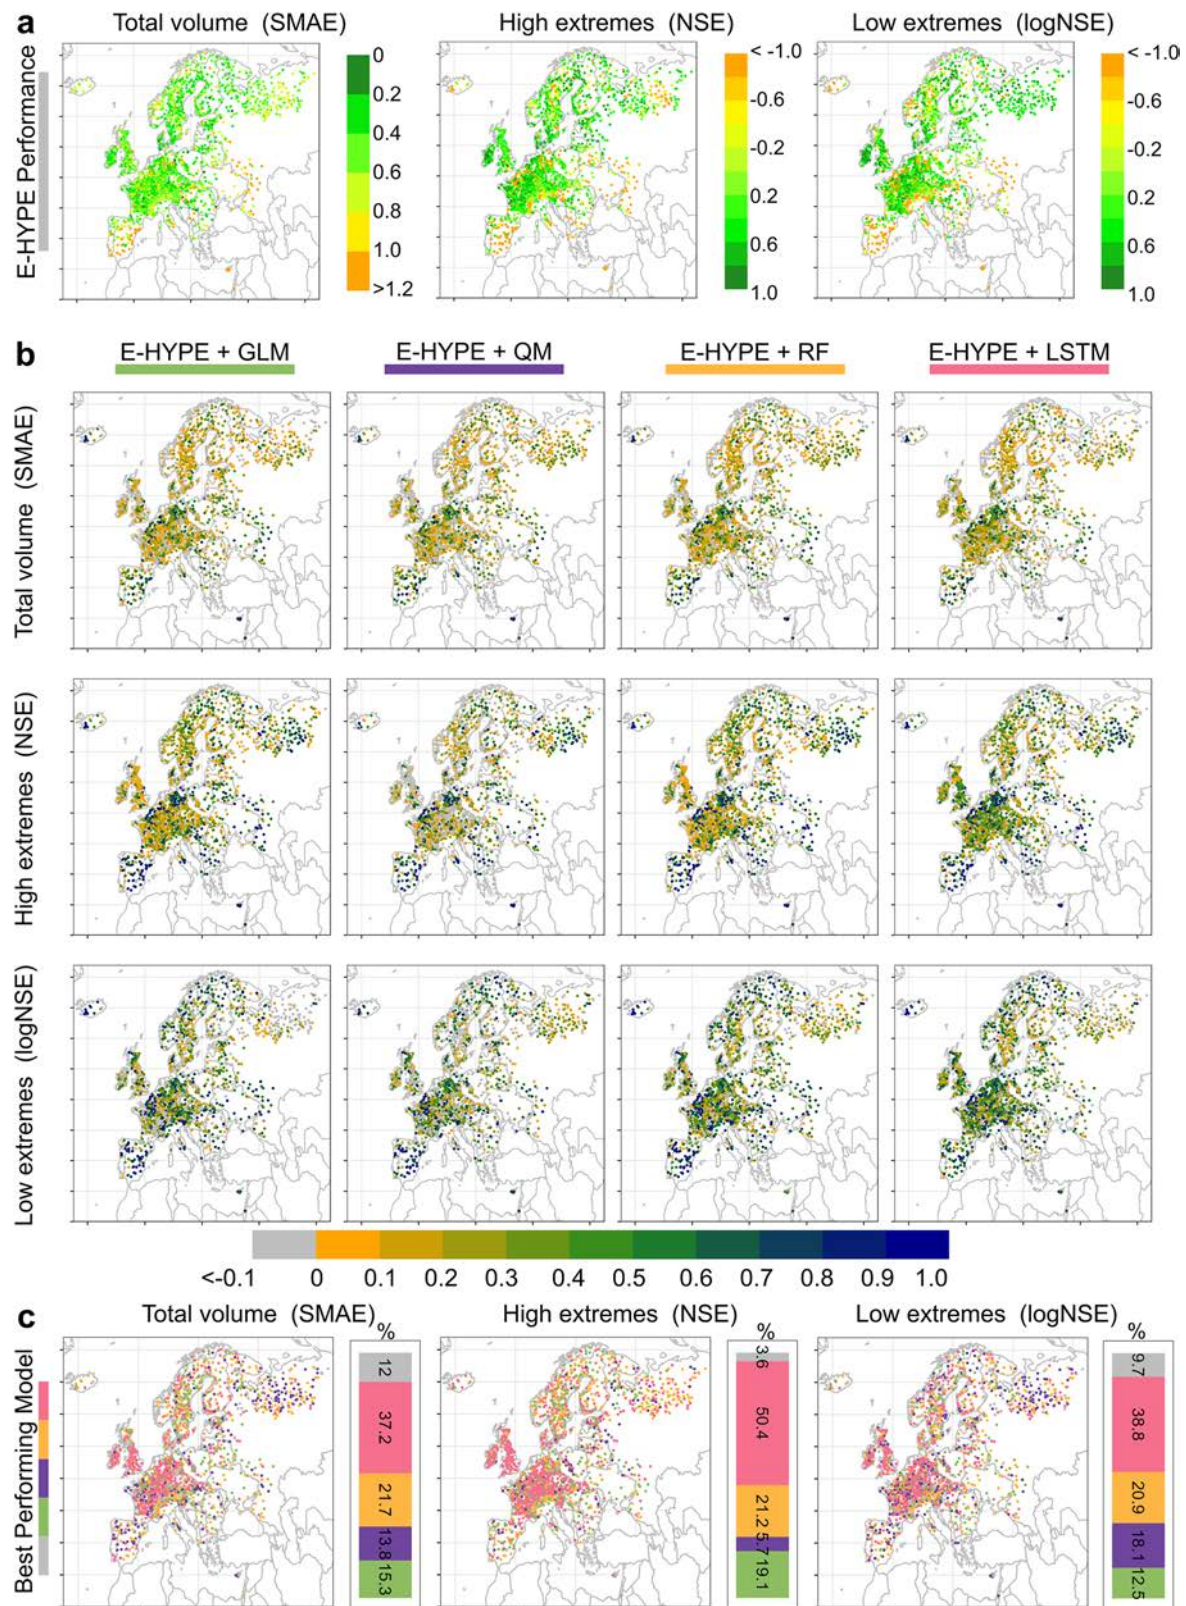 a
Total volume (SMAE)
High extremes (NSE)
Low extremes (logNSE)
E-HYPE Performance
0
0.2
0.4
0.6
0.8
1.0
>1.2
< -1.0
-0.6
-0.2
0.2
0.6
1.0
< -1.0
-0.6
-0.2
0.2
0.6
1.0
b
E-HYPE + GLM
E-HYPE + QM
E-HYPE + RF
E-HYPE + LSTM
Total volume (SMAE)
High extremes (NSE)
Low extremes (logNSE)
<-0.1 0 0.1 0.2 0.3 0.4 0.5 0.6 0.7 0.8 0.9 1.0
c
Total volume (SMAE)
High extremes (NSE)
Low extremes (logNSE)
Best Performing Model
%
12
37.2
21.7
13.8
15.3
%
3.6
50.4
21.2
5.7
19.1
%
9.7
38.8
20.9
18.1
12.5